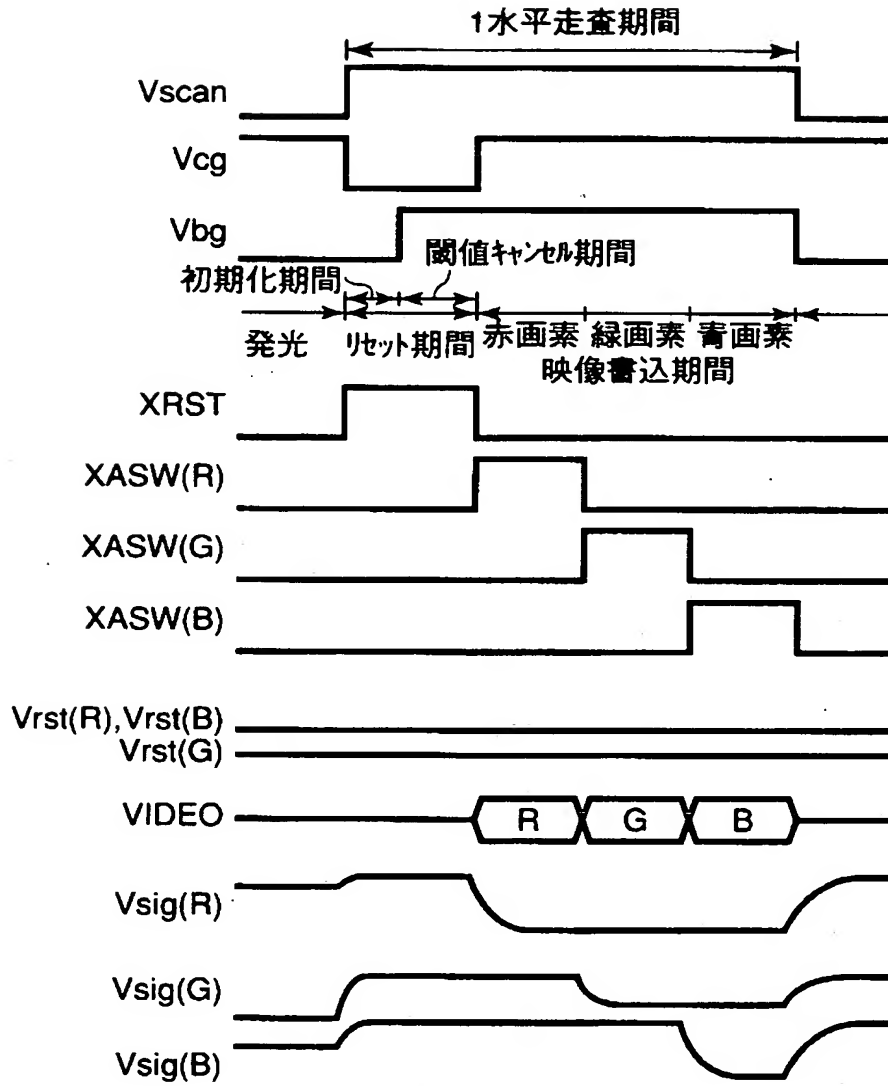 1水平走査期間
Vscan
Vcg
Vbg
初期化期間
閾値キャンセル期間
発光
リセット期間
赤画素
緑画素
青画素
映像書込期間
XRST
XASW(R)
XASW(G)
XASW(B)
Vrst(R),Vrst(B)
Vrst(G)
VIDEO
R
G
B
Vsig(R)
Vsig(G)
Vsig(B)